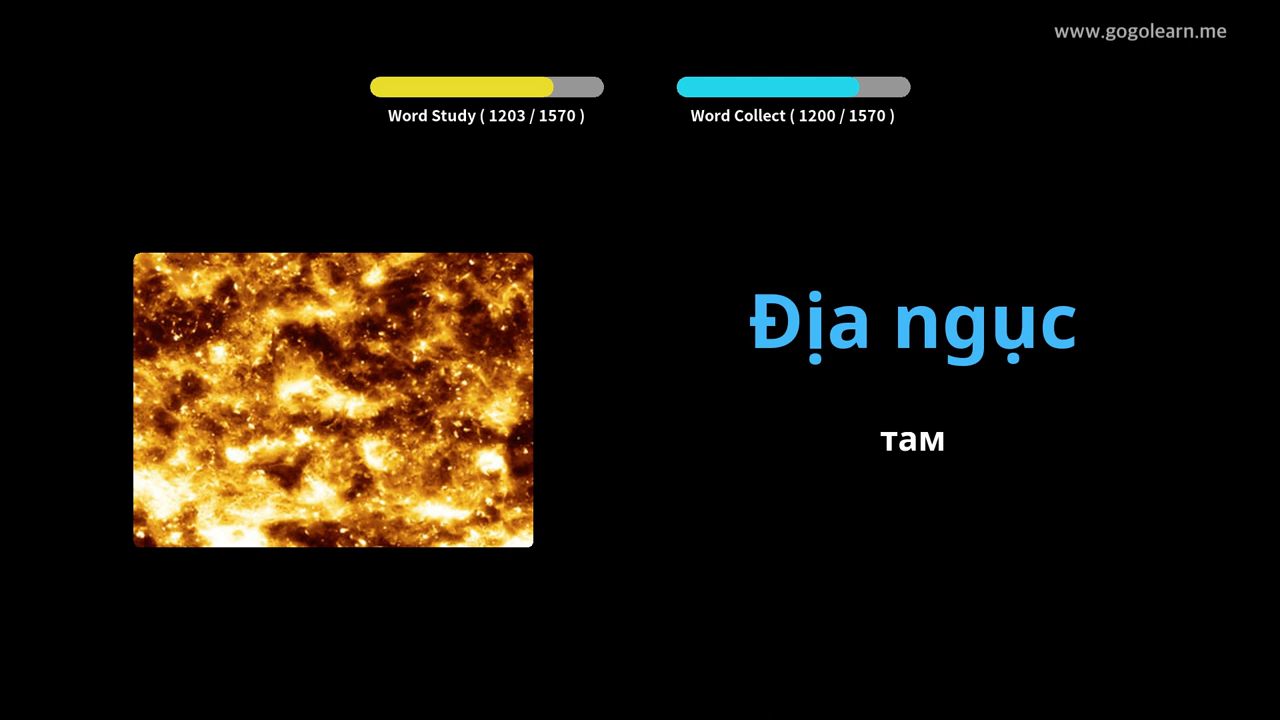 www.gogolearn.me
Word Study ( 1203 / 1570 )
Word Collect ( 1200 / 1570 )
Địa ngục
там